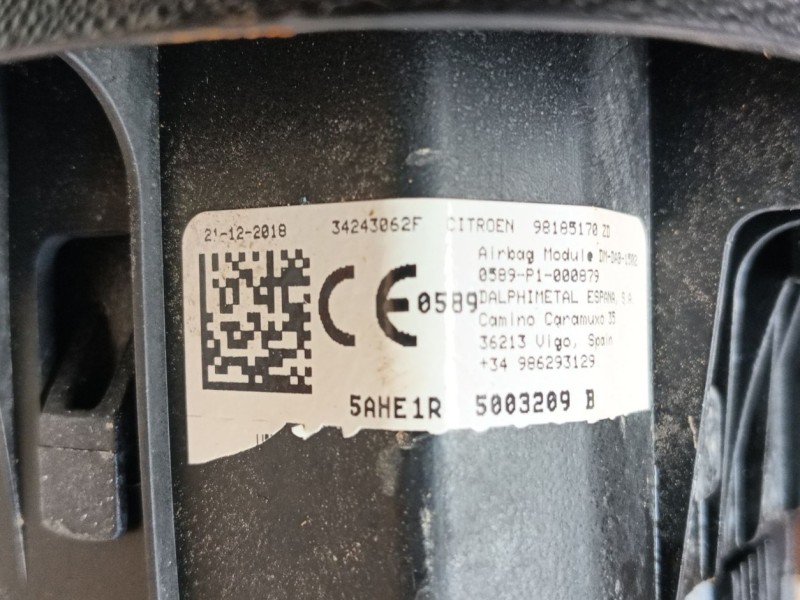 21-12-2018 34243062F CITROEN 98185170 ZD
Airbag Module
0589-P1-000879
CE 0589 DALPHIMETAL ESPANA, S.A.
Camino Caramuxo 35
36213 Vigo, Spain
+34 986293129
5AHE1R 5003209 B